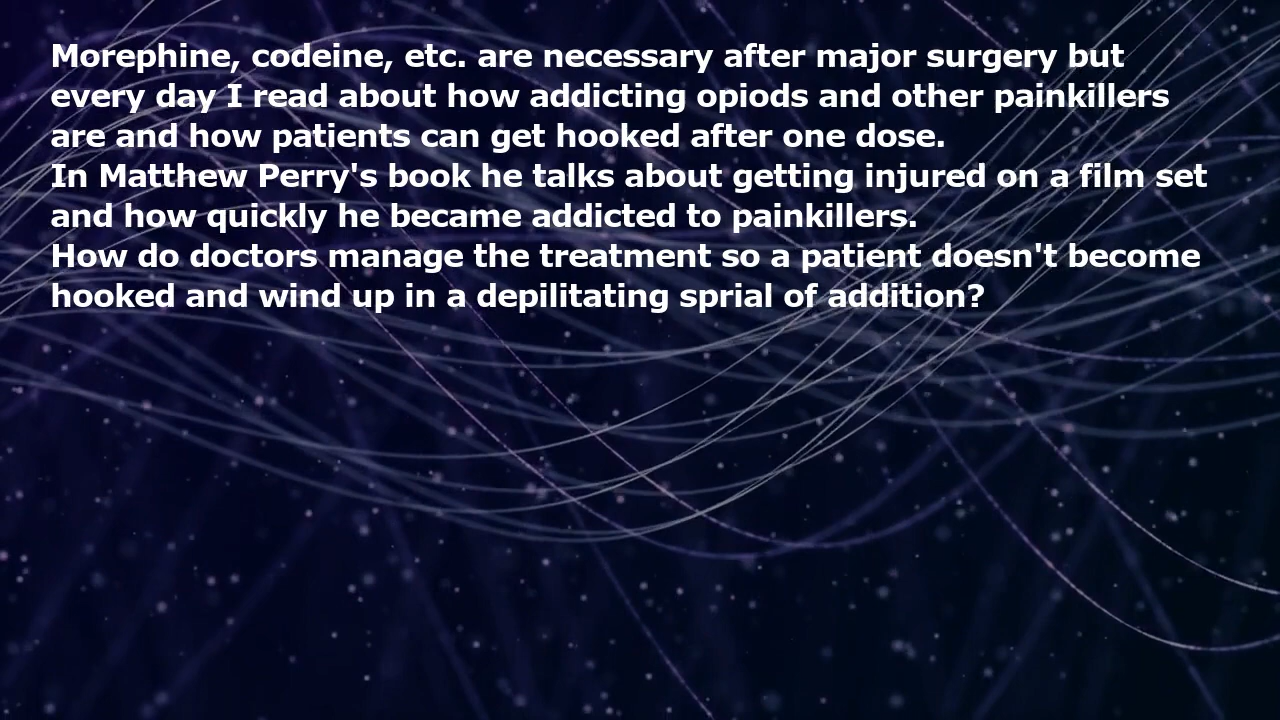 Morephine, codeine, etc. are necessary after major surgery but
every day I read about how addicting opiods and other painkillers
are and how patients can get hooked after one dose.
In Matthew Perry's book he talks about getting injured on a film set
and how quickly he became addicted to painkillers.
How do doctors manage the treatment so a patient doesn't become
hooked and wind up in a depilitating sprial of addition?